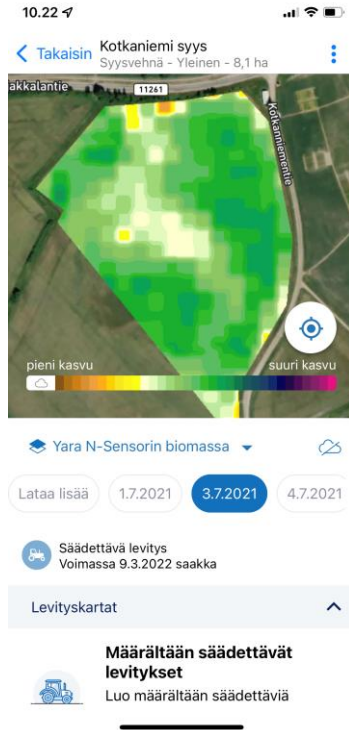 10.22
Takaisin
Kotkaniemi syys
Syysvehnä - Yleinen - 8,1 ha
akkalantie
11261
Kotkanniementie
pieni kasvu
suuri kasvu
Yara N-Sensorin biomassa
Lataa lisää
1.7.2021
3.7.2021
4.7.2021
Säädettävä levitys
Voimassa 9.3.2022 saakka
Levityskartat
Määrältään säädettävät
levitykset
Luo määrältään säädettäviä